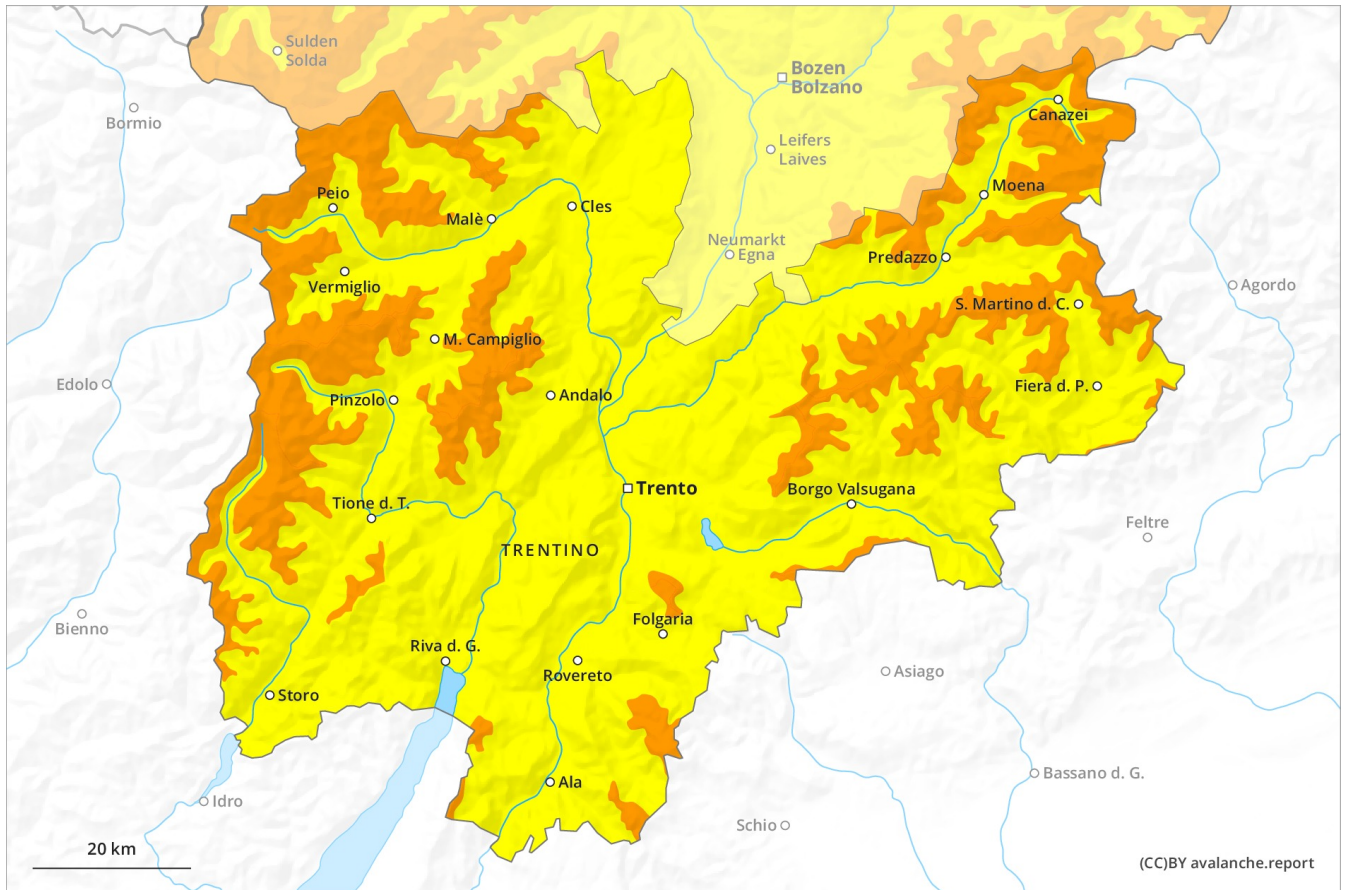 Sulden
Solda
Bozen
Bolzano
Bormio
Canazei
Leifers
Laives
Peio
Moena
Malè
Cles
Neumarkt
Egna
Predazzo
Vermiglio
Agordo
S. Martino d. C.
M. Campiglio
Edolo
Fiera d. P.
Andalo
Pinzolo
Trento
Borgo Valsugana
Tione d. T.
Feltre
TRENTINO
Bienno
Folgaria
Riva d. G.
Asiago
Rovereto
Storo
Bassano d. G.
Ala
Idro
Schio
20 km
(CC)BY avalanche.report